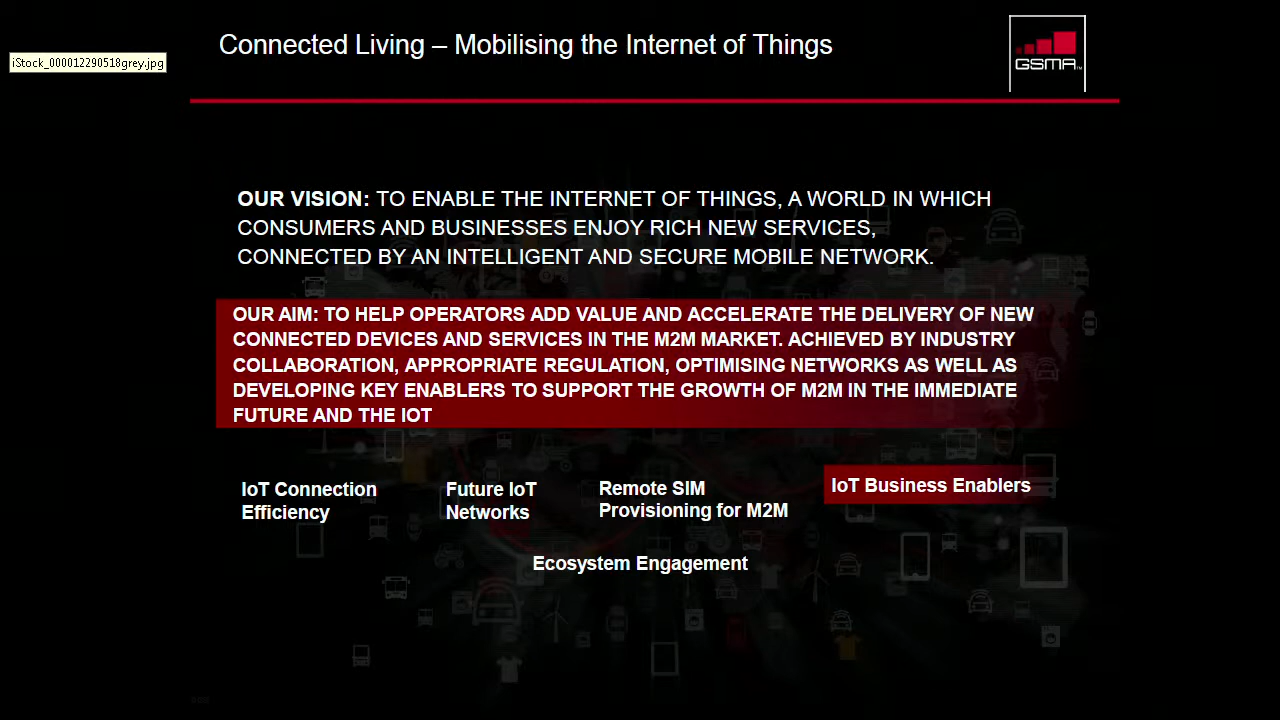 Connected Living – Mobilising the Internet of Things
iStock_000012290518grey.jpg
GSMA™
OUR VISION: TO ENABLE THE INTERNET OF THINGS, A WORLD IN WHICH
CONSUMERS AND BUSINESSES ENJOY RICH NEW SERVICES,
CONNECTED BY AN INTELLIGENT AND SECURE MOBILE NETWORK.
OUR AIM: TO HELP OPERATORS ADD VALUE AND ACCELERATE THE DELIVERY OF NEW
CONNECTED DEVICES AND SERVICES IN THE M2M MARKET. ACHIEVED BY INDUSTRY
COLLABORATION, APPROPRIATE REGULATION, OPTIMISING NETWORKS AS WELL AS
DEVELOPING KEY ENABLERS TO SUPPORT THE GROWTH OF M2M IN THE IMMEDIATE
FUTURE AND THE IOT
IoT Connection
Efficiency
Future IoT
Networks
Remote SIM
Provisioning for M2M
IoT Business Enablers
Ecosystem Engagement